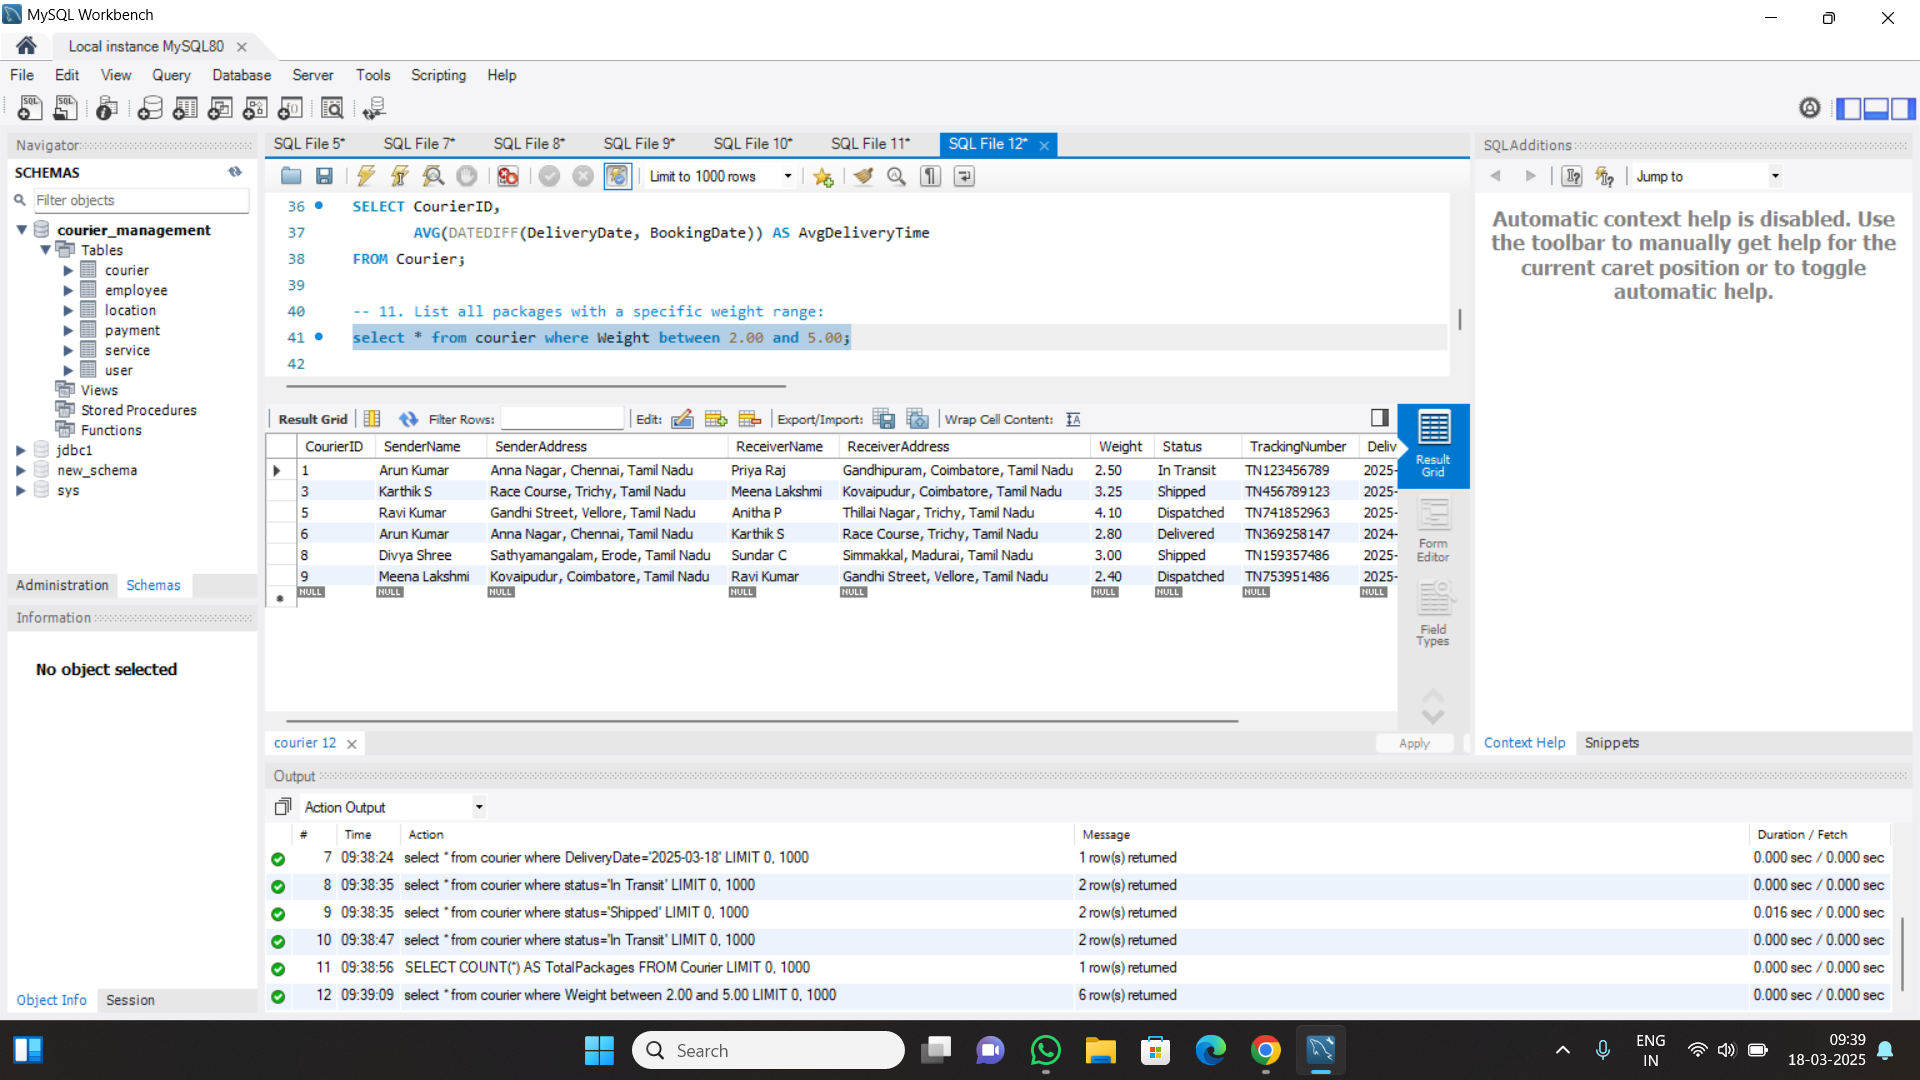 MySQL Workbench
Local instance MySQL80
File Edit View Query Database Server Tools Scripting Help
Navigator
SCHEMAS
Filter objects
courier_management
Tables
courier
employee
location
payment
service
user
Views
Stored Procedures
Functions
jdbc1
new_schema
sys
Administration Schemas
Information
No object selected
Object Info Session
SQL File 5* SQL File 7* SQL File 8* SQL File 9* SQL File 10* SQL File 11* SQL File 12*
Limit to 1000 rows
36 SELECT CourierID,
37 AVG(DATEDIFF(DeliveryDate, BookingDate)) AS AvgDeliveryTime
38 FROM Courier;
39
40 -- 11. List all packages with a specific weight range:
41 select * from courier where Weight between 2.00 and 5.00;
42
Result Grid Filter Rows: Edit: Export/Import: Wrap Cell Content:
CourierID SenderName SenderAddress ReceiverName ReceiverAddress Weight Status TrackingNumber Deliv
1 Arun Kumar Anna Nagar, Chennai, Tamil Nadu Priya Raj Gandhipuram, Coimbatore, Tamil Nadu 2.50 In Transit TN123456789 2025-
3 Karthik S Race Course, Trichy, Tamil Nadu Meena Lakshmi Kovaipudur, Coimbatore, Tamil Nadu 3.25 Shipped TN456789123 2025-
5 Ravi Kumar Gandhi Street, Vellore, Tamil Nadu Anitha P Thillai Nagar, Trichy, Tamil Nadu 4.10 Dispatched TN741852963 2025-
6 Arun Kumar Anna Nagar, Chennai, Tamil Nadu Karthik S Race Course, Trichy, Tamil Nadu 2.80 Delivered TN369258147 2024-
8 Divya Shree Sathyamangalam, Erode, Tamil Nadu Sundar C Simmakkal, Madurai, Tamil Nadu 3.00 Shipped TN159357486 2025-
9 Meena Lakshmi Kovaipudur, Coimbatore, Tamil Nadu Ravi Kumar Gandhi Street, Vellore, Tamil Nadu 2.40 Dispatched TN753951486 2025-
NULL NULL NULL NULL NULL NULL NULL NULL NULL
Result
Grid
Form
Editor
Field
Types
courier 12
Apply
SQLAdditions
Jump to
Automatic context help is disabled. Use
the toolbar to manually get help for the
current caret position or to toggle
automatic help.
Context Help Snippets
Output
Action Output
# Time Action Message Duration / Fetch
7 09:38:24 select * from courier where DeliveryDate='2025-03-18' LIMIT 0, 1000 1 row(s) returned 0.000 sec / 0.000 sec
8 09:38:35 select * from courier where status='In Transit' LIMIT 0, 1000 2 row(s) returned 0.000 sec / 0.000 sec
9 09:38:35 select * from courier where status='Shipped' LIMIT 0, 1000 2 row(s) returned 0.016 sec / 0.000 sec
10 09:38:47 select * from courier where status='In Transit' LIMIT 0, 1000 2 row(s) returned 0.000 sec / 0.000 sec
11 09:38:56 SELECT COUNT(*) AS TotalPackages FROM Courier LIMIT 0, 1000 1 row(s) returned 0.000 sec / 0.000 sec
12 09:39:09 select * from courier where Weight between 2.00 and 5.00 LIMIT 0, 1000 6 row(s) returned 0.000 sec / 0.000 sec
Search
ENG
IN
09:39
18-03-2025